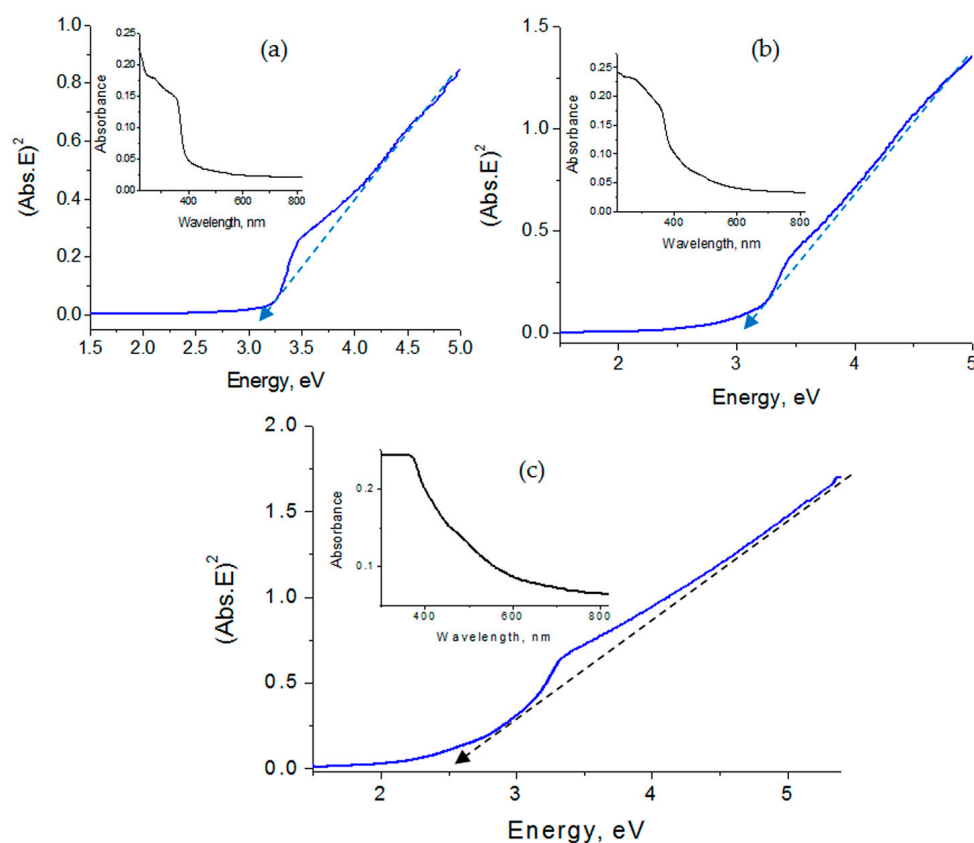 (a)
1.0
0.8
0.6
0.4
0.2
0.0
(Abs.E)²
1.5 2.0 2.5 3.0 3.5 4.0 4.5 5.0
Energy, eV
0.25
0.20
0.15
0.10
0.05
0.00
Absorbance
400 600 800
Wavelength, nm
(b)
1.5
1.0
0.5
0.0
(Abs.E)²
2 3 4 5
Energy, eV
0.25
0.20
0.15
0.10
0.05
0.00
Absorbance
400 600 800
Wavelength, nm
(c)
2.0
1.5
1.0
0.5
0.0
(Abs.E)²
2 3 4 5
Energy, eV
0.2
0.1
Absorbance
400 600 800
Wavelength, nm